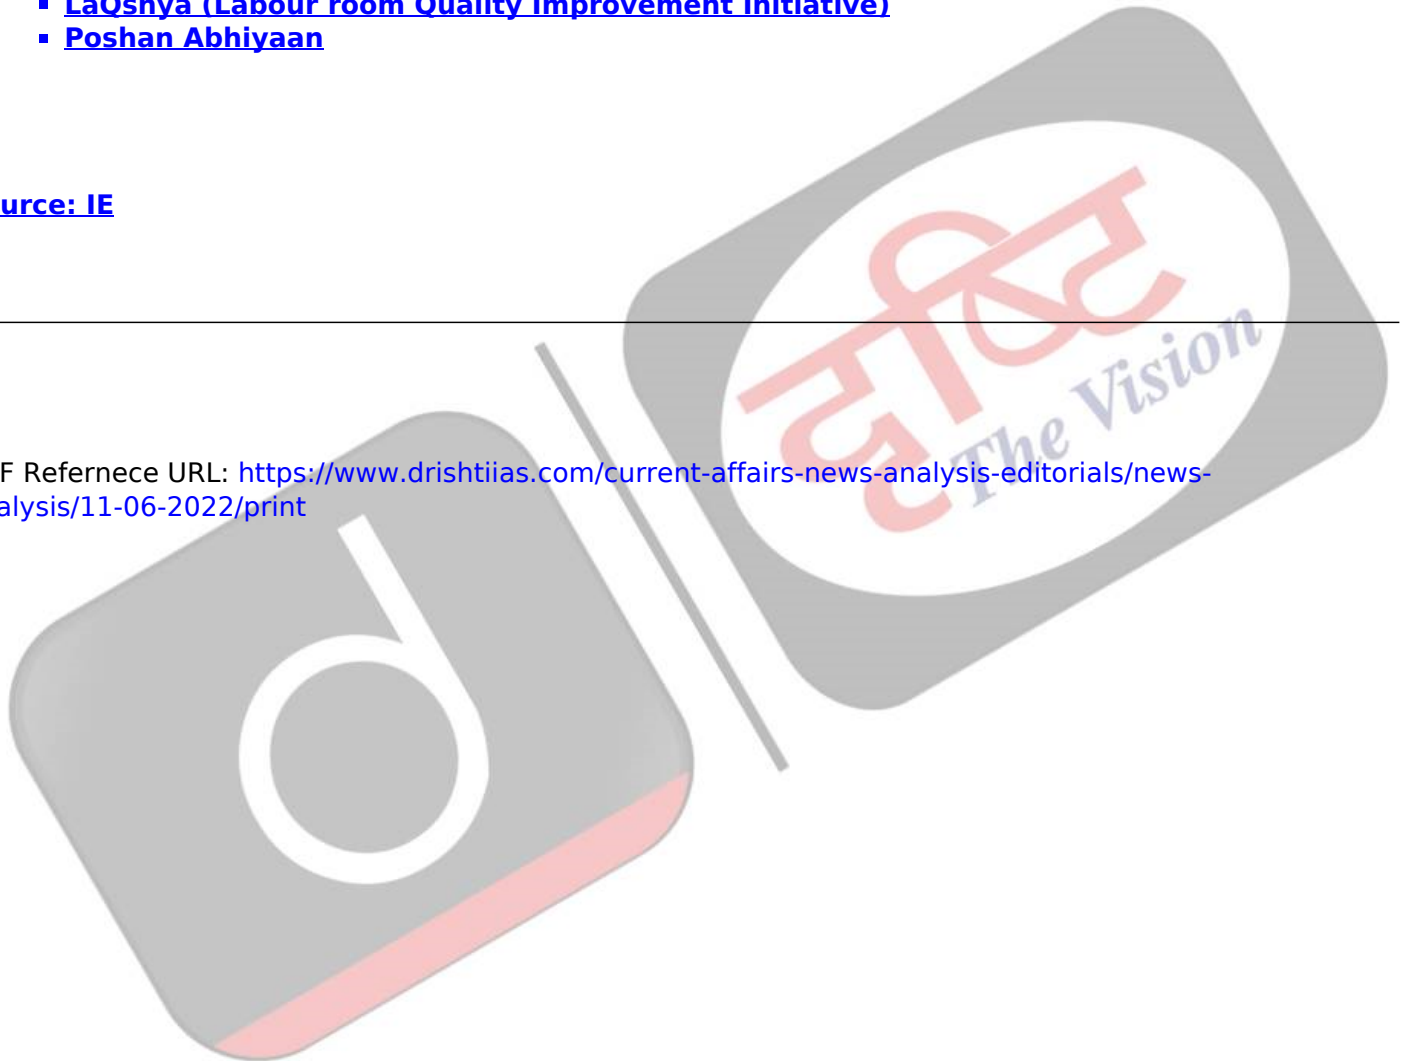 LaQshya (Labour room Quality Improvement Initiative)
Poshan Abhiyaan
urce: IE
दृष्टि
The Vision
F Refernece URL: https://www.drishtiias.com/current-affairs-news-analysis-editorials/news-
alysis/11-06-2022/print
d